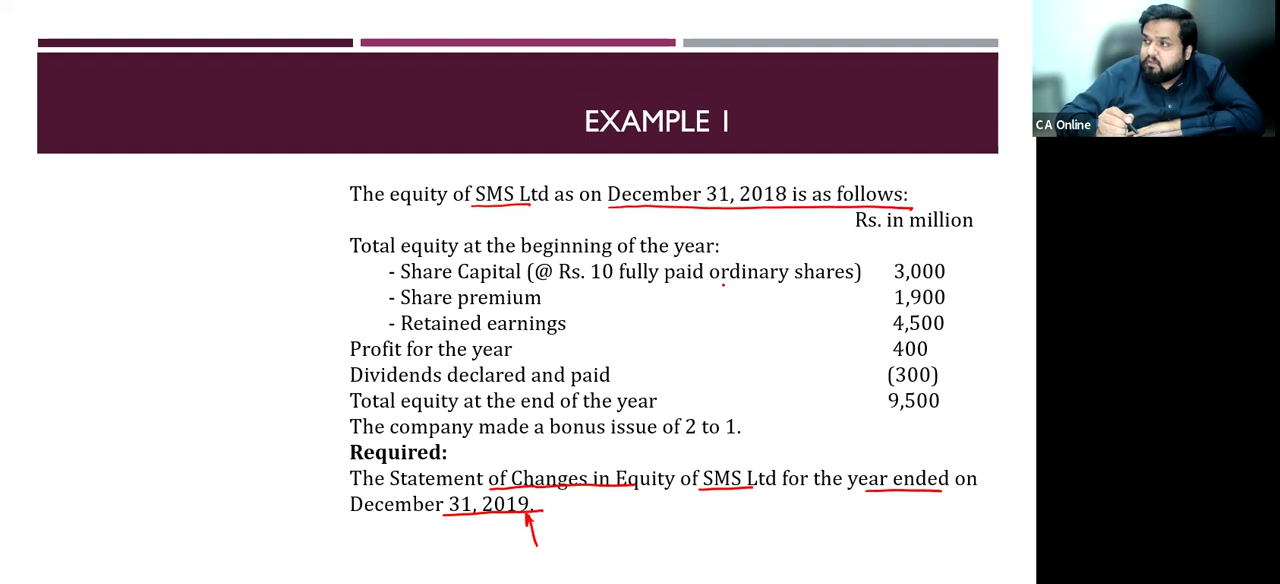 EXAMPLE 1
C A Online
The equity of SMS Ltd as on December 31, 2018 is as follows:
Rs. in million
Total equity at the beginning of the year:
- Share Capital (@ Rs. 10 fully paid ordinary shares) 3,000
- Share premium 1,900
- Retained earnings 4,500
Profit for the year 400
Dividends declared and paid (300)
Total equity at the end of the year 9,500
The company made a bonus issue of 2 to 1.
Required:
The Statement of Changes in Equity of SMS Ltd for the year ended on
December 31, 2019.